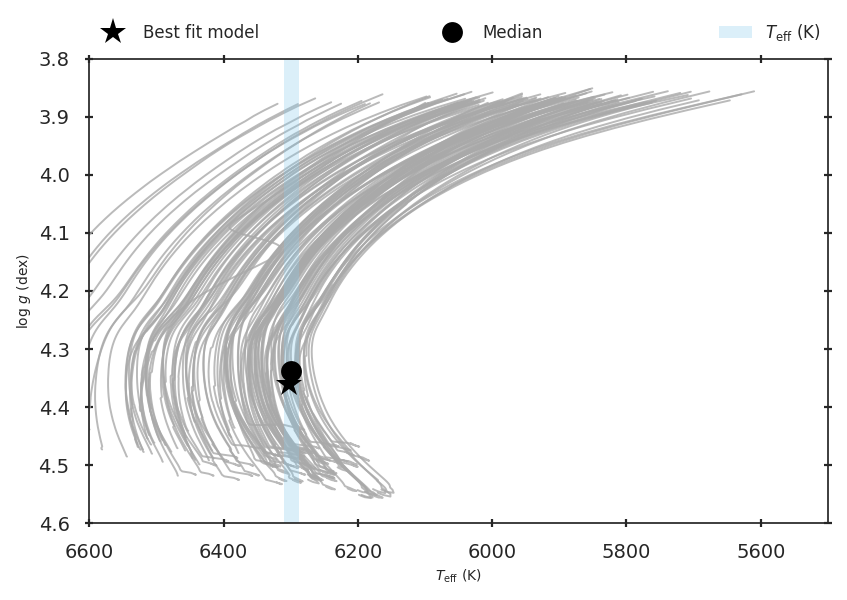 Best fit model
Median
T_eff (K)
3.8
3.9
4.0
4.1
4.2
4.3
4.4
4.5
4.6
log g (dex)
6600 6400 6200 6000 5800 5600
T_eff (K)